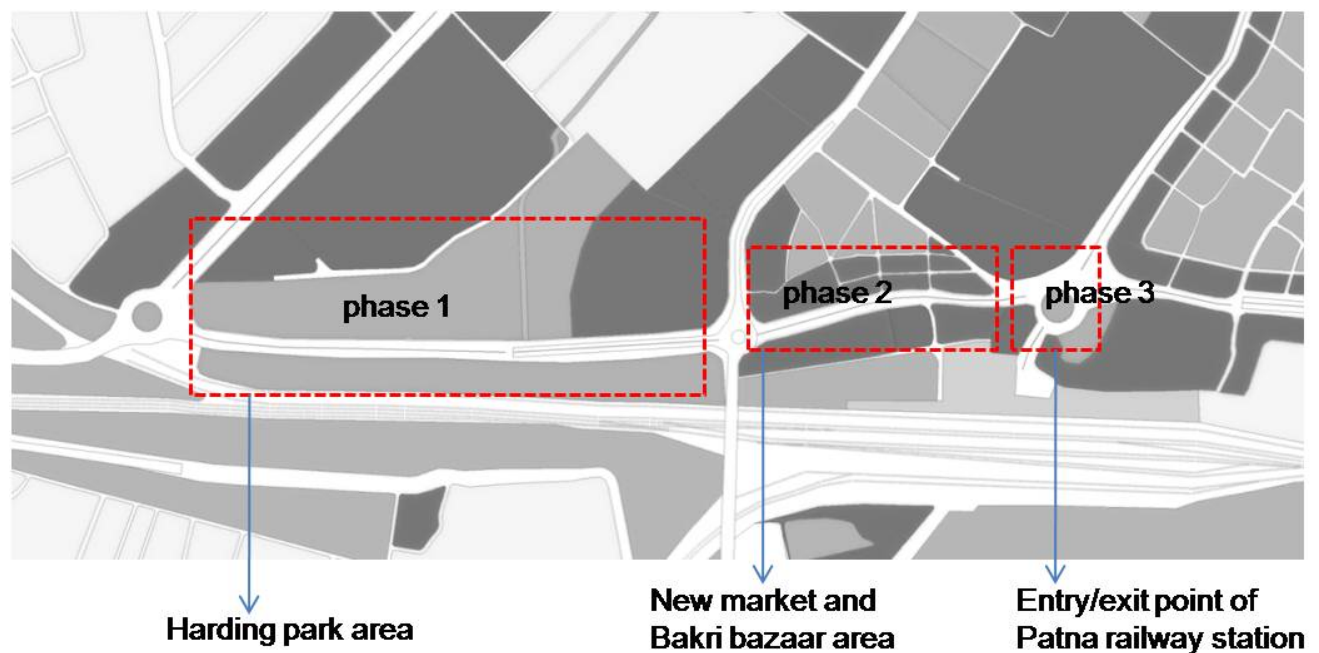 phase 1
phase 2
phase 3
Harding park area
New market and
Bakri bazaar area
Entry/exit point of
Patna railway station